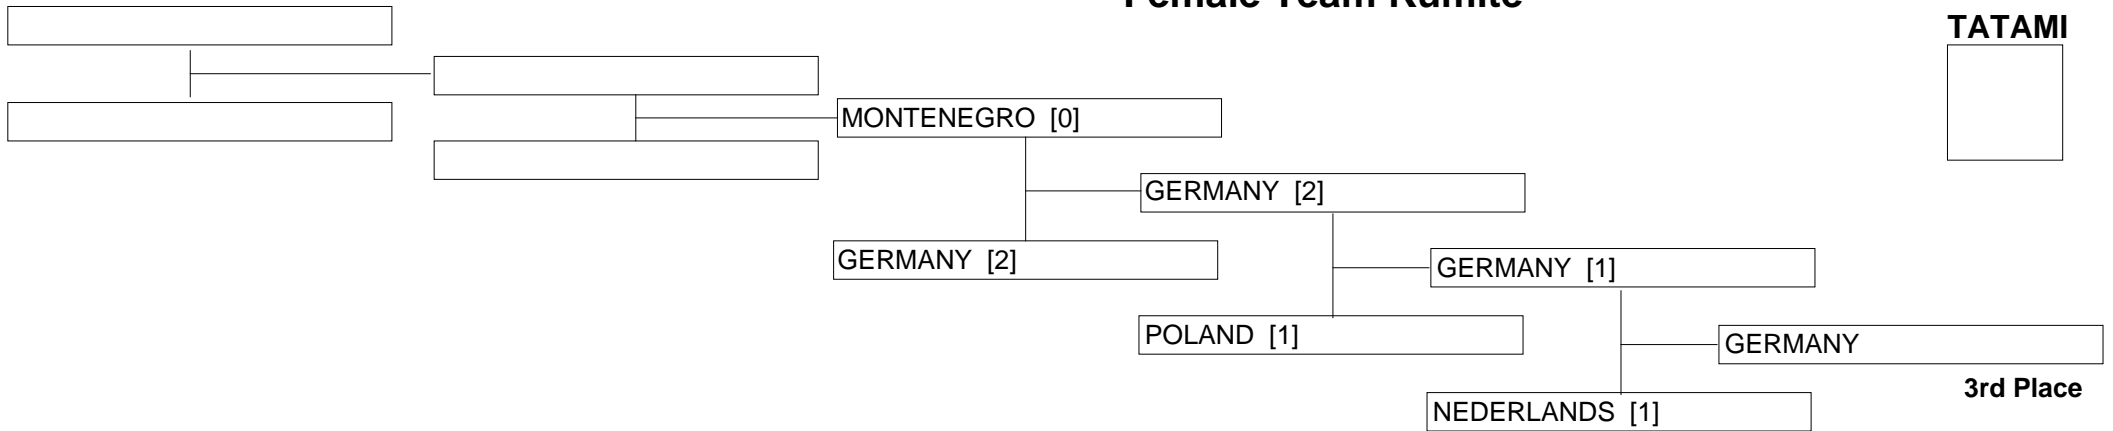 Female Team Kumite
TATAMI
MONTENEGRO [0]
GERMANY [2]
GERMANY [2]
GERMANY [1]
POLAND [1]
GERMANY
3rd Place
NEDERLANDS [1]